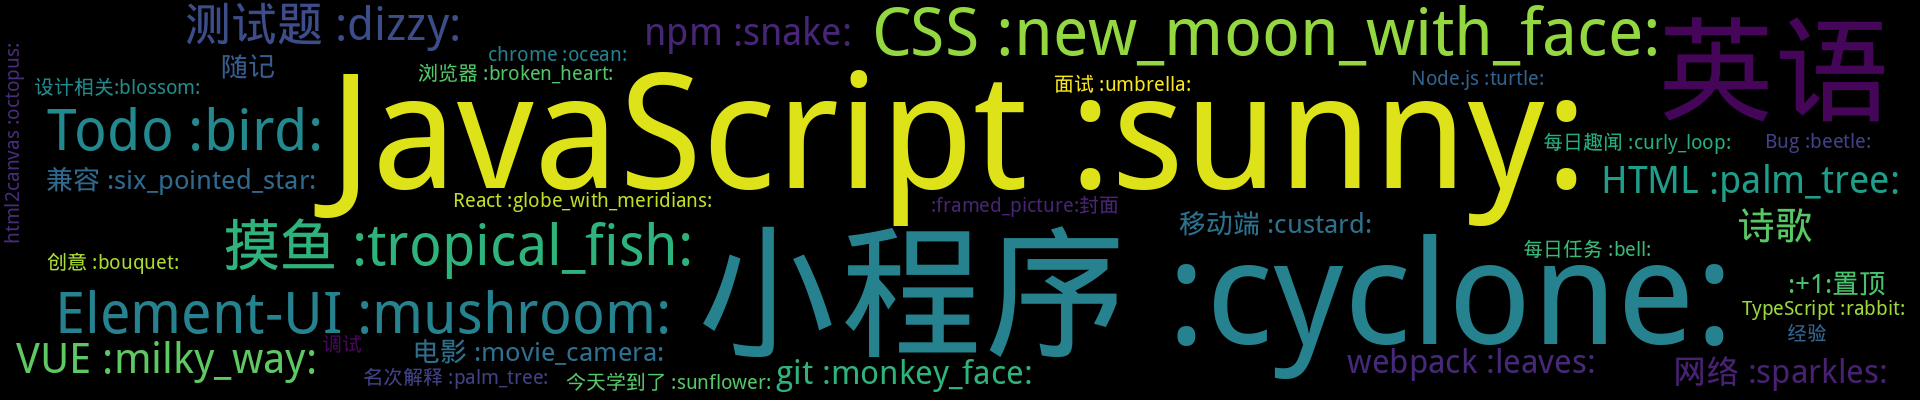 测试题 :dizzy:
npm :snake:
CSS :new_moon_with_face:
英语
随记
chrome :ocean:
浏览器 :broken_heart:
设计相关:blossom:
html2canvas :octopus:
JavaScript :sunny:
面试 :umbrella:
Node.js :turtle:
Todo :bird:
每日趣闻 :curly_loop:
Bug :beetle:
兼容 :six_pointed_star:
HTML :palm_tree:
React :globe_with_meridians:
:framed_picture:封面
移动端 :custard:
诗歌
摸鱼 :tropical_fish:
每日任务 :bell:
创意 :bouquet:
小程序 :cyclone:
:+1:置顶
Element-UI :mushroom:
TypeScript :rabbit:
经验
VUE :milky_way:
调试
电影 :movie_camera:
webpack :leaves:
名次解释 :palm_tree:
今天学到了 :sunflower:
git :monkey_face:
网络 :sparkles: